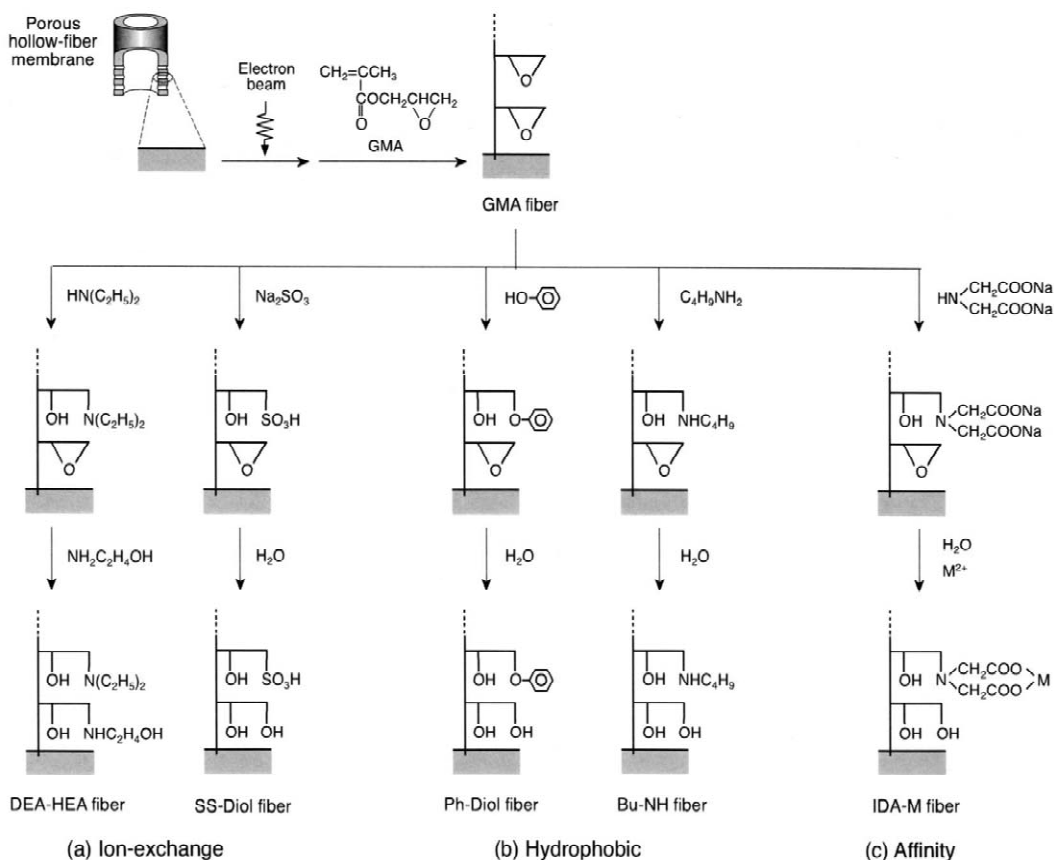 Porous
hollow-fiber
membrane
Electron
beam
CH₂=CCH₃
COCH₂CHCH₂
O O
GMA
O
O
GMA fiber
HN(C₂H₅)₂ Na₂SO₃ HO C₄H₉NH₂ HN CH₂COONa
CH₂COONa
OH N(C₂H₅)₂ OH SO₃H OH O OH NHC₄H₉ OH N CH₂COONa
CH₂COONa
O O O O O
NH₂C₂H₄OH H₂O H₂O H₂O H₂O
M²⁺
OH N(C₂H₅)₂ OH SO₃H OH O OH NHC₄H₉ OH N CH₂COO M
CH₂COO
OH NHC₂H₄OH OH OH OH OH OH OH OH OH
DEA-HEA fiber SS-Diol fiber Ph-Diol fiber Bu-NH fiber IDA-M fiber
(a) Ion-exchange (b) Hydrophobic (c) Affinity